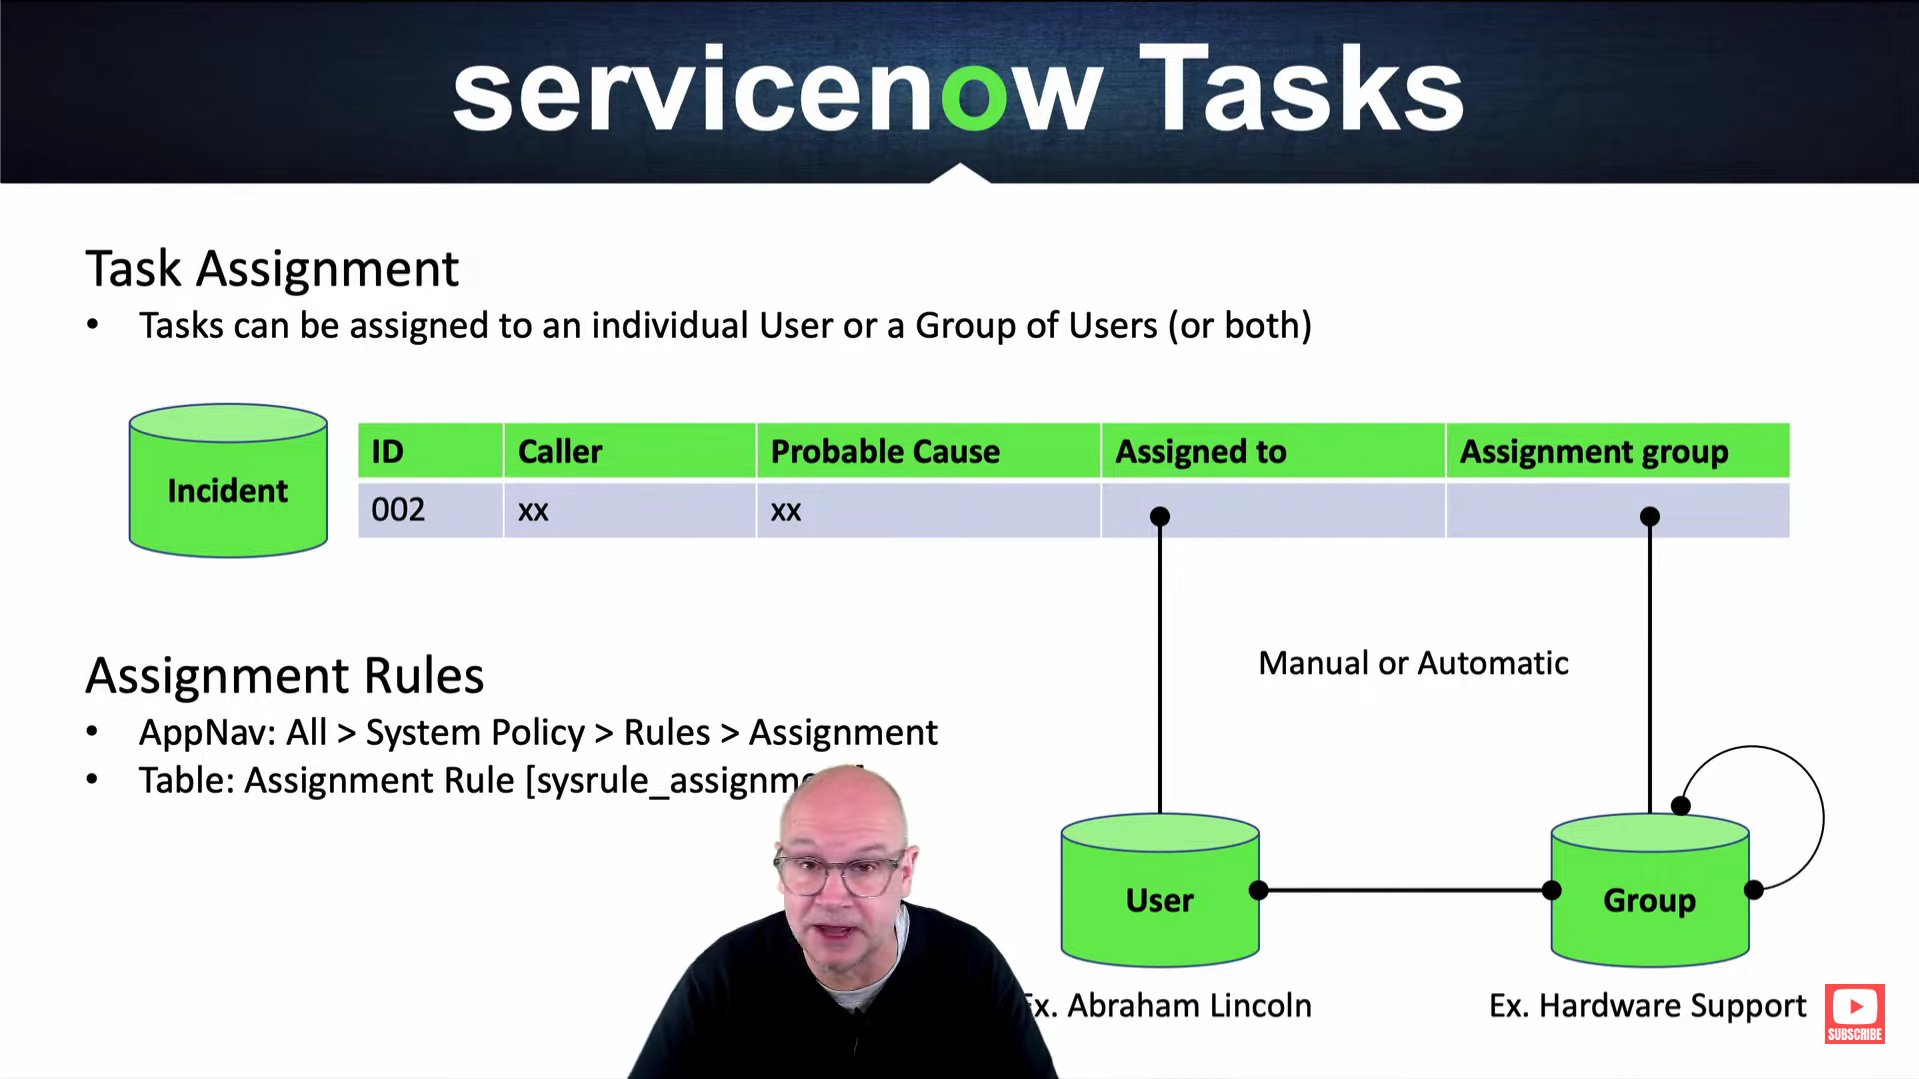 servicenow Tasks
Task Assignment
• Tasks can be assigned to an individual User or a Group of Users (or both)
Incident
ID Caller Probable Cause Assigned to Assignment group
002 xx xx
Manual or Automatic
Assignment Rules
• AppNav: All > System Policy > Rules > Assignment
• Table: Assignment Rule
User
Group
Ex. Abraham Lincoln
Ex. Hardware Support
SUBSCRIBE